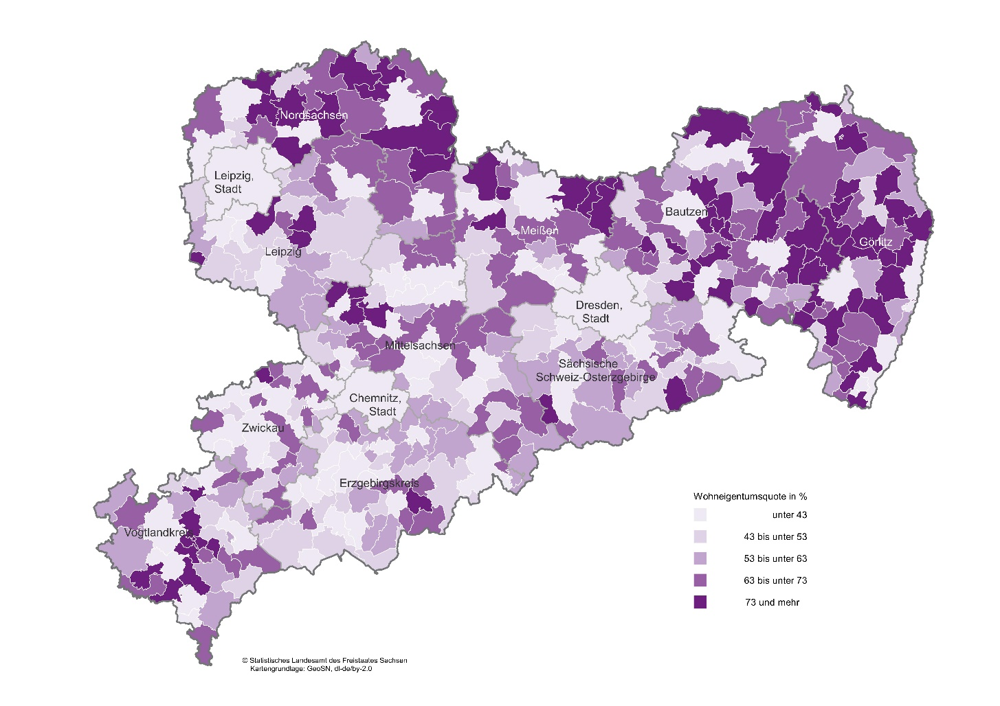 Nordsachsen
Leipzig,
Stadt
Bautzen
Meißen
Görlitz
Leipzig
Dresden,
Stadt
Mittelsachsen
Sächsische
Schweiz-Osterzgebirge
Chemnitz,
Stadt
Zwickau
Erzgebirgskreis
Vogtlandkreis
Wohneigentumsquote in %
unter 43
43 bis unter 53
53 bis unter 63
63 bis unter 73
73 und mehr
© Statistisches Landesamt des Freistaates Sachsen
Kartengrundlage: GeoSN, dl-de/by-2.0